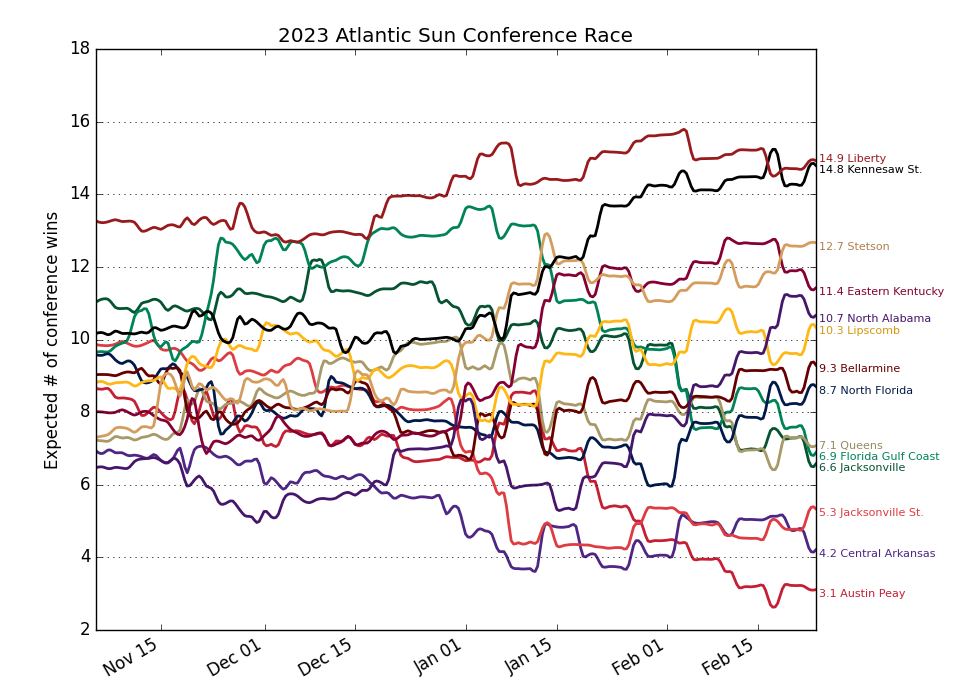 2023 Atlantic Sun Conference Race
Expected # of conference wins
18
16
14
12
10
8
6
4
2
Nov 15
Dec 01
Dec 15
Jan 01
Jan 15
Feb 01
Feb 15
14.9 Liberty
14.8 Kennesaw St.
12.7 Stetson
11.4 Eastern Kentucky
10.7 North Alabama
10.3 Lipscomb
9.3 Bellarmine
8.7 North Florida
7.1 Queens
6.9 Florida Gulf Coast
6.6 Jacksonville
5.3 Jacksonville St.
4.2 Central Arkansas
3.1 Austin Peay